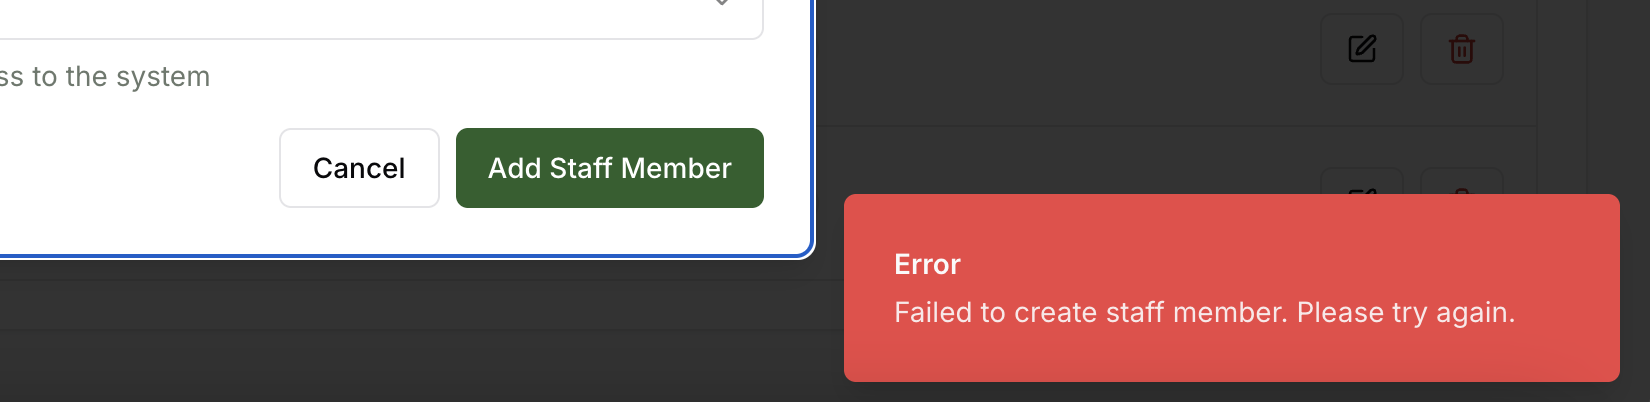 ss to the system
Cancel
Add Staff Member
Error
Failed to create staff member. Please try again.